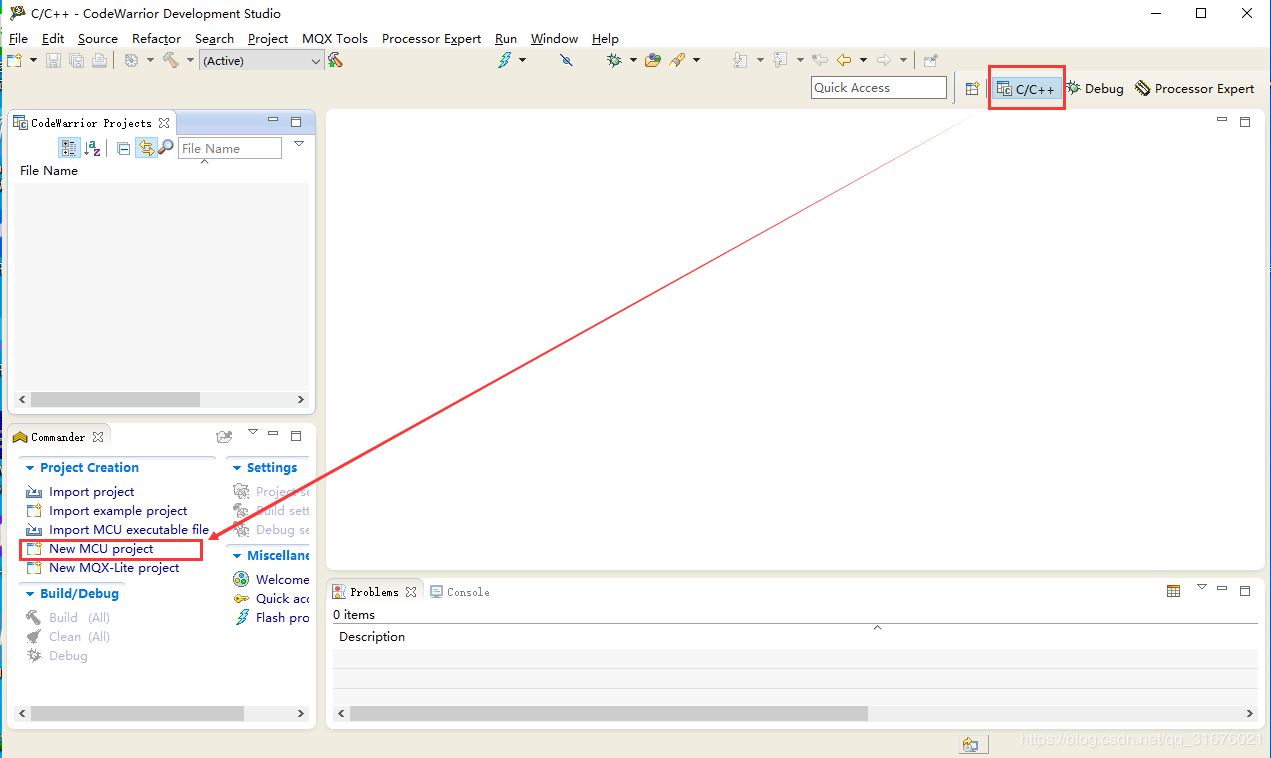 C/C++ - CodeWarrior Development Studio
File Edit Source Refactor Search Project MQX Tools Processor Expert Run Window Help
(Active)
Quick Access
C/C++ Debug Processor Expert
CodeWarrior Projects
File Name
File Name
Commander
Project Creation
Import project
Import example project
Import MCU executable file
New MCU project
New MQX-Lite project
Build/Debug
Build (All)
Clean (All)
Debug
Settings
Project se
Build sett
Debug se
Miscellane
Welcome
Quick acc
Flash pro
Problems Console
0 items
Description
https://blog.csdn.net/qq_31676021